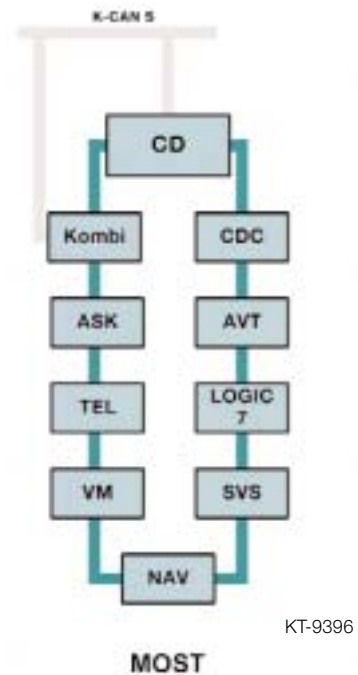 K-CAN S
CD
Kombi
CDC
ASK
AVT
TEL
LOGIC
7
VM
SVS
NAV
KT-9396
MOST